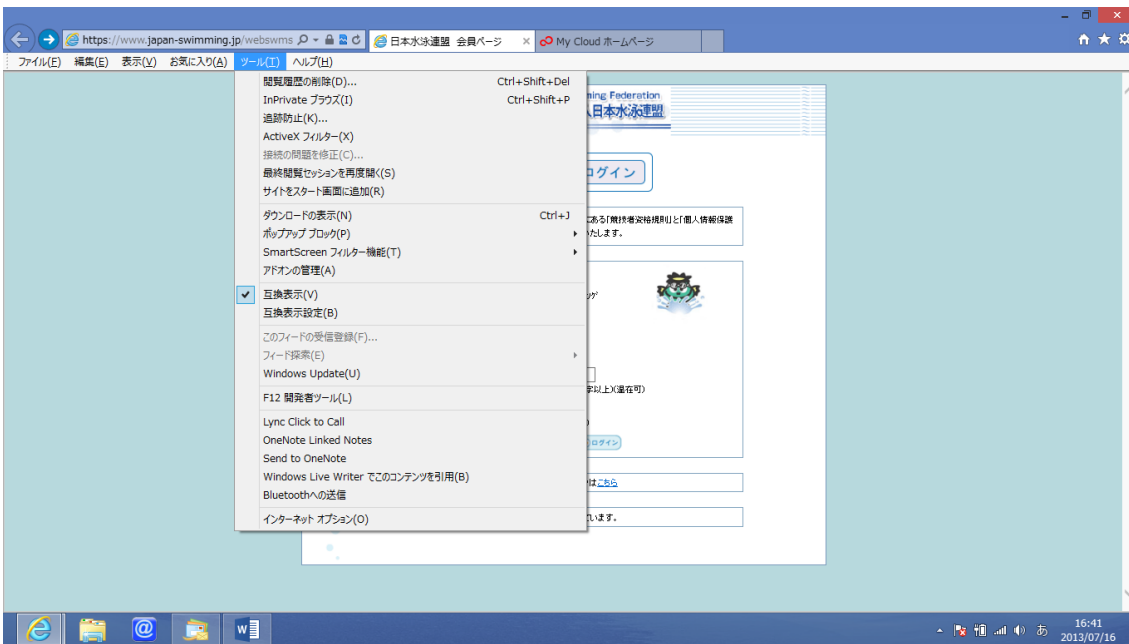 https://www.japan-swimming.jp/webswms
日本水泳連盟 会員ページ
My Cloud ホームページ
ファイル(F) 編集(E) 表示(V) お気に入り(A) ツール(T) ヘルプ(H)
閲覧履歴の削除(D)... Ctrl+Shift+Del
InPrivate ブラウズ(I) Ctrl+Shift+P
追跡防止(K)...
ActiveX フィルター(X)
接続の問題を修正(C)...
最終閲覧セッションを再度開く(S)
サイトをスタート画面に追加(R)
ダウンロードの表示(N) Ctrl+J
ポップアップ ブロック(P)
SmartScreen フィルター機能(T)
アドオンの管理(A)
互換表示(V)
互換表示設定(B)
このフィードの受信登録(F)...
フィード探索(E)
Windows Update(U)
F12 開発者ツール(L)
Lync Click to Call
OneNote Linked Notes
Send to OneNote
Windows Live Writer でこのコンテンツを引用(B)
Bluetoothへの送信
インターネット オプション(O)
ming Federation
人日本水泳連盟
ログイン
にある「競技者資格規則」と「個人情報保護
いたします。
字以上)(混在可)
ログイン
はこちら
ています。
あ
16:41
2013/07/16